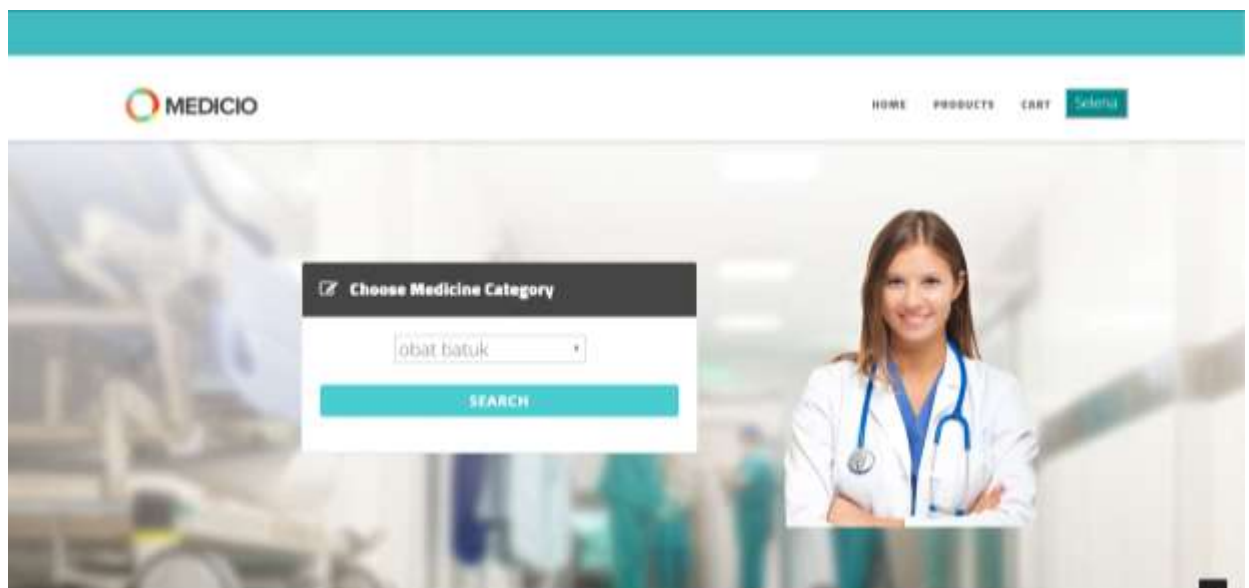 MEDICIO
HOME PRODUCTS CART Selena
Choose Medicine Category
obat batuk
SEARCH